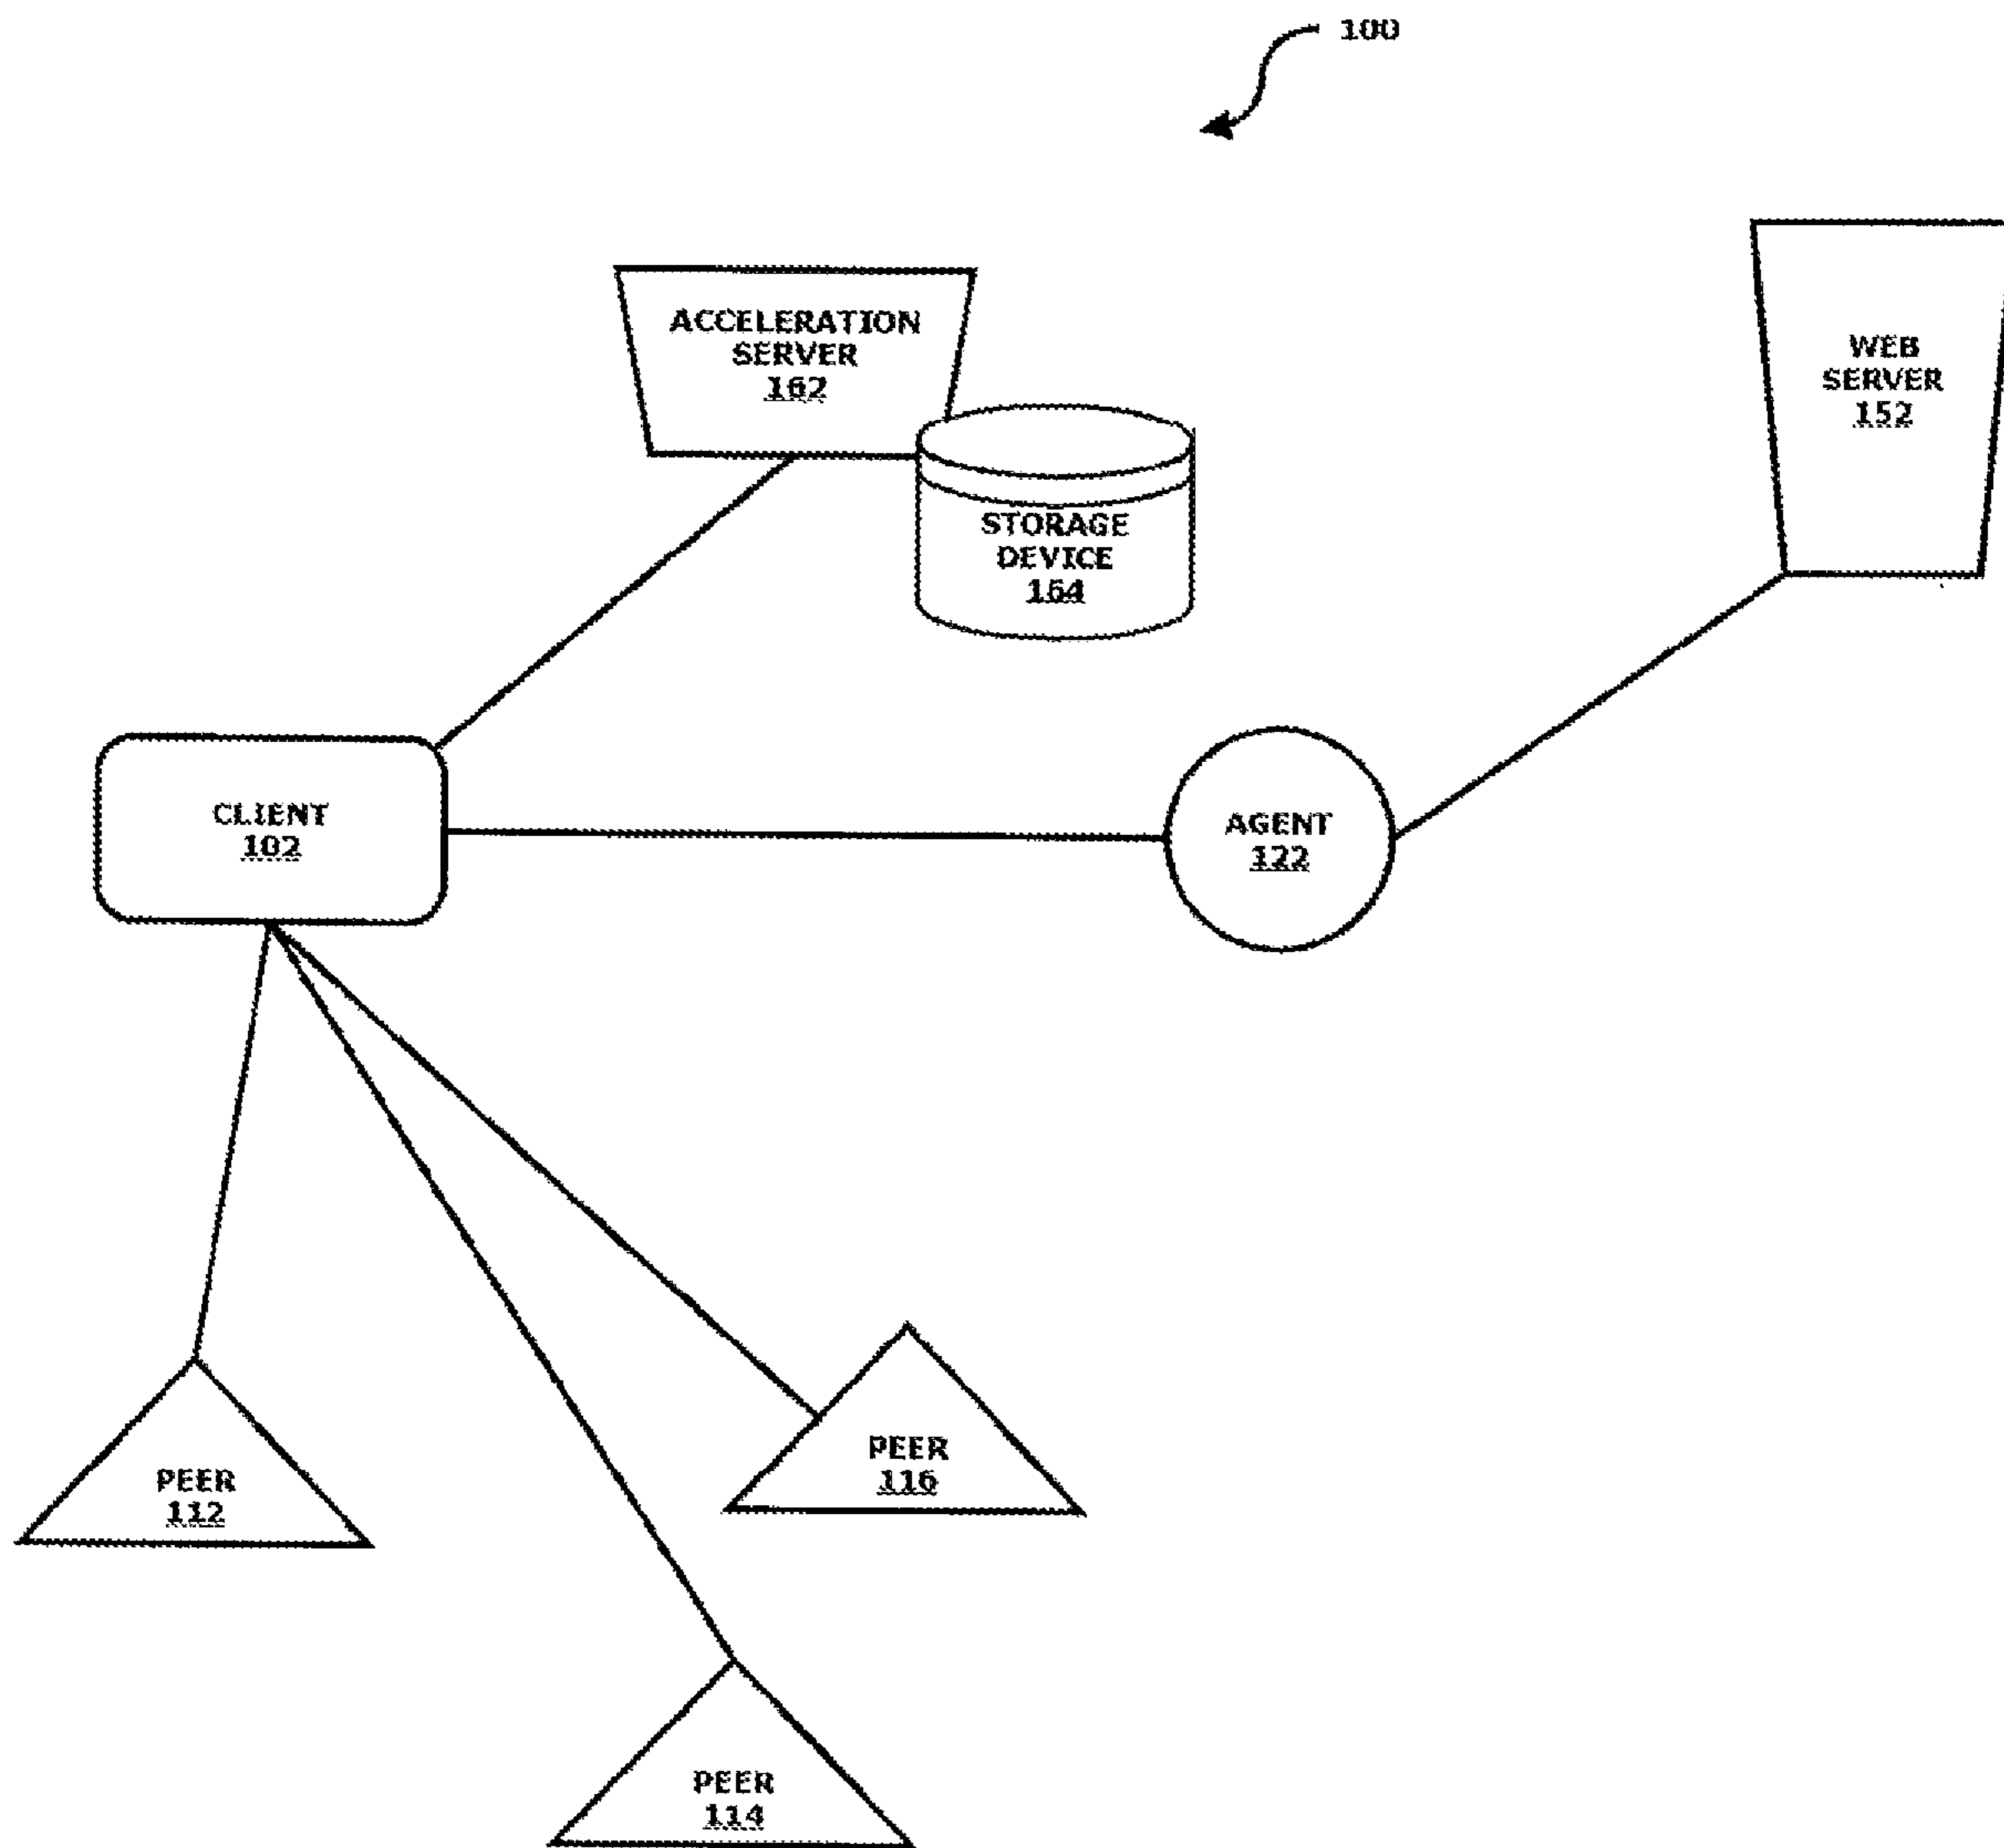 100
ACCELERATION
SERVER
162
WEB
SERVER
152
STORAGE
DEVICE
164
CLIENT
102
AGENT
122
PEER
116
PEER
112
PEER
114